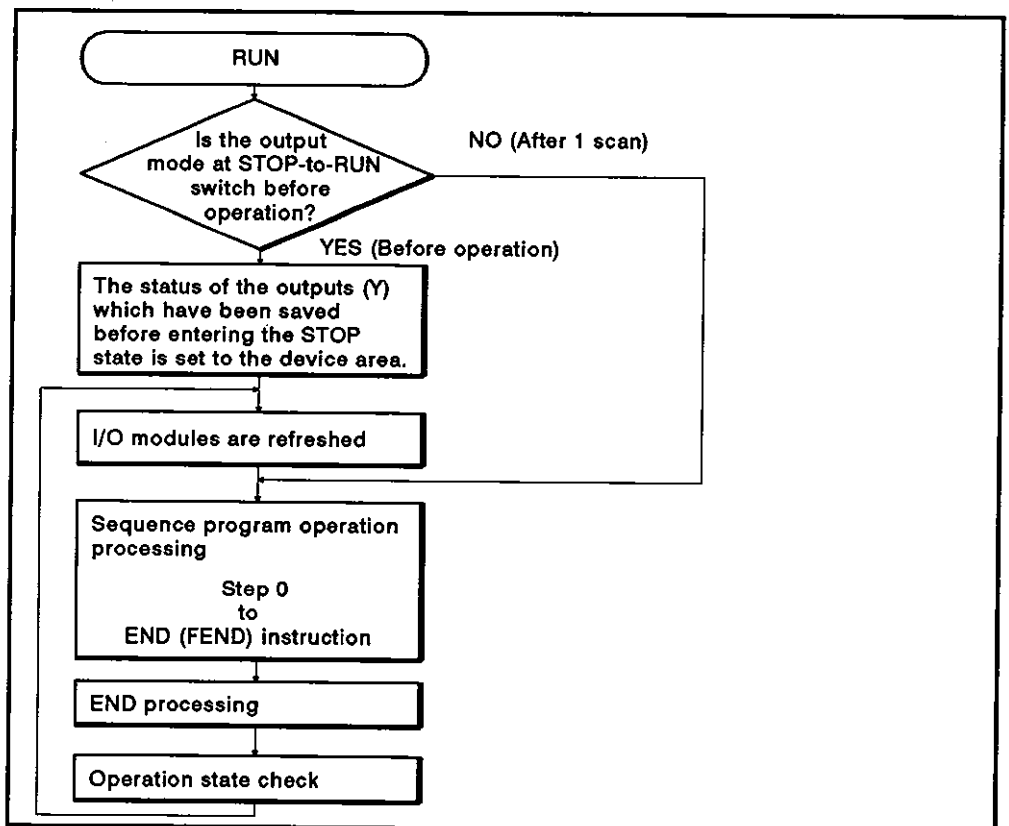 RUN
Is the output
mode at STOP-to-RUN
switch before
operation?
NO (After 1 scan)
YES (Before operation)
The status of the outputs (Y)
which have been saved
before entering the STOP
state is set to the device area.
I/O modules are refreshed
Sequence program operation
processing
Step 0
to
END (FEND) instruction
END processing
Operation state check